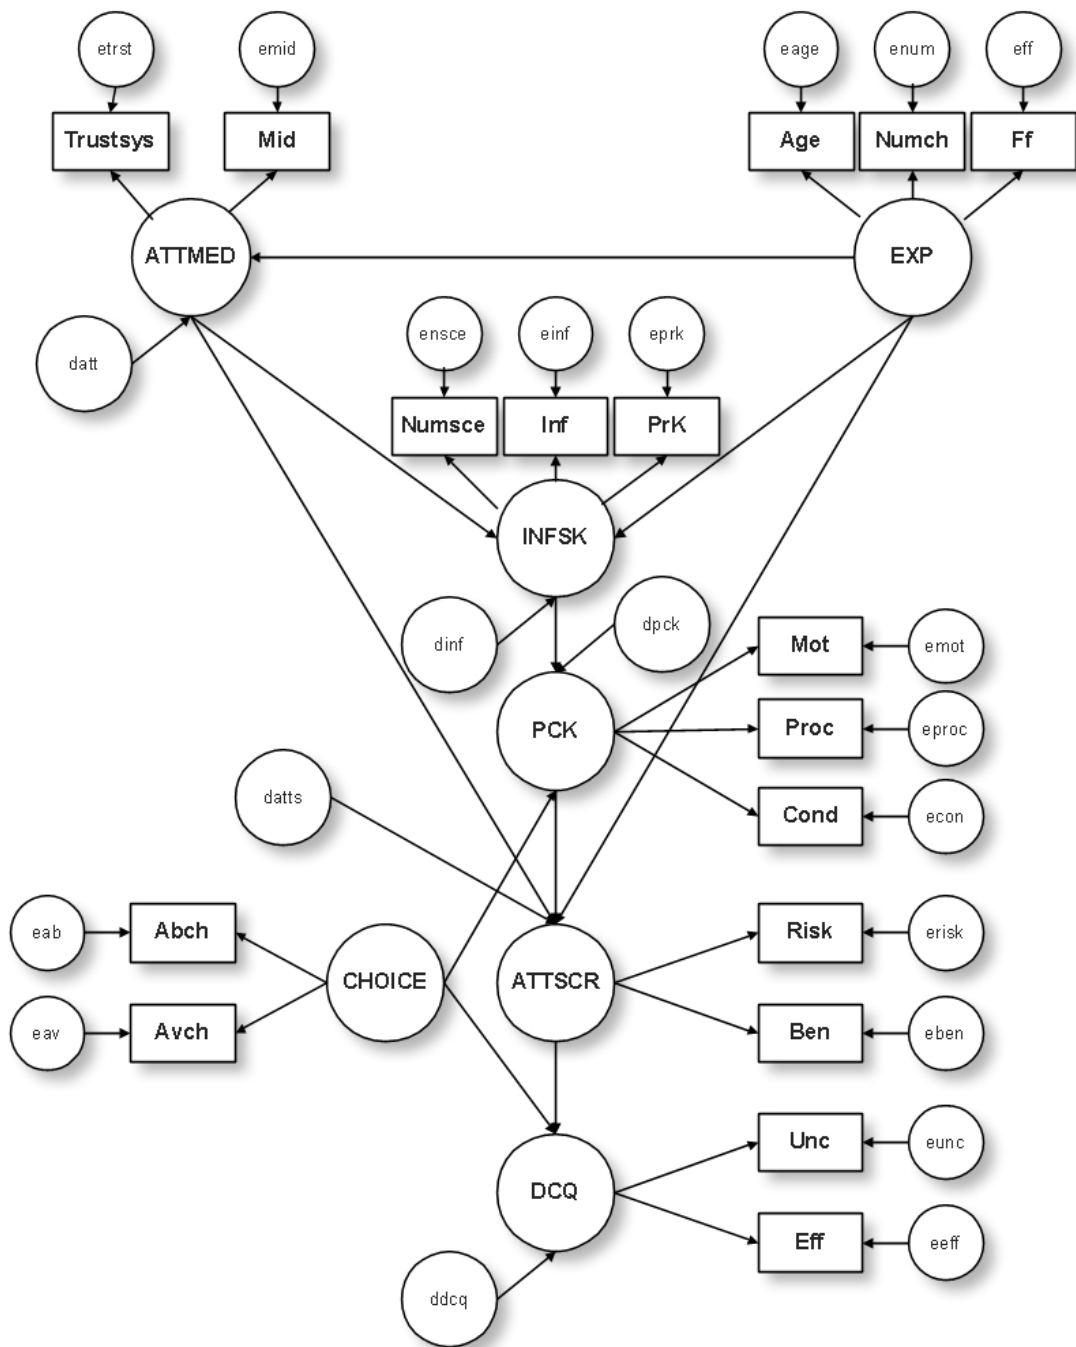 etrst
emid
eage
enum
eff
Trustsys
Mid
Age
Numch
Ff
ATTMED
EXP
ensce
einf
eprk
datt
Numsce
Inf
PrK
INFSK
dinf
dpck
Mot
emot
PCK
Proc
eproc
datts
Cond
econ
eab
Abch
Risk
erisk
CHOICE
ATTSCR
eav
Avch
Ben
eben
Unc
eunc
DCQ
Eff
eeff
ddcq